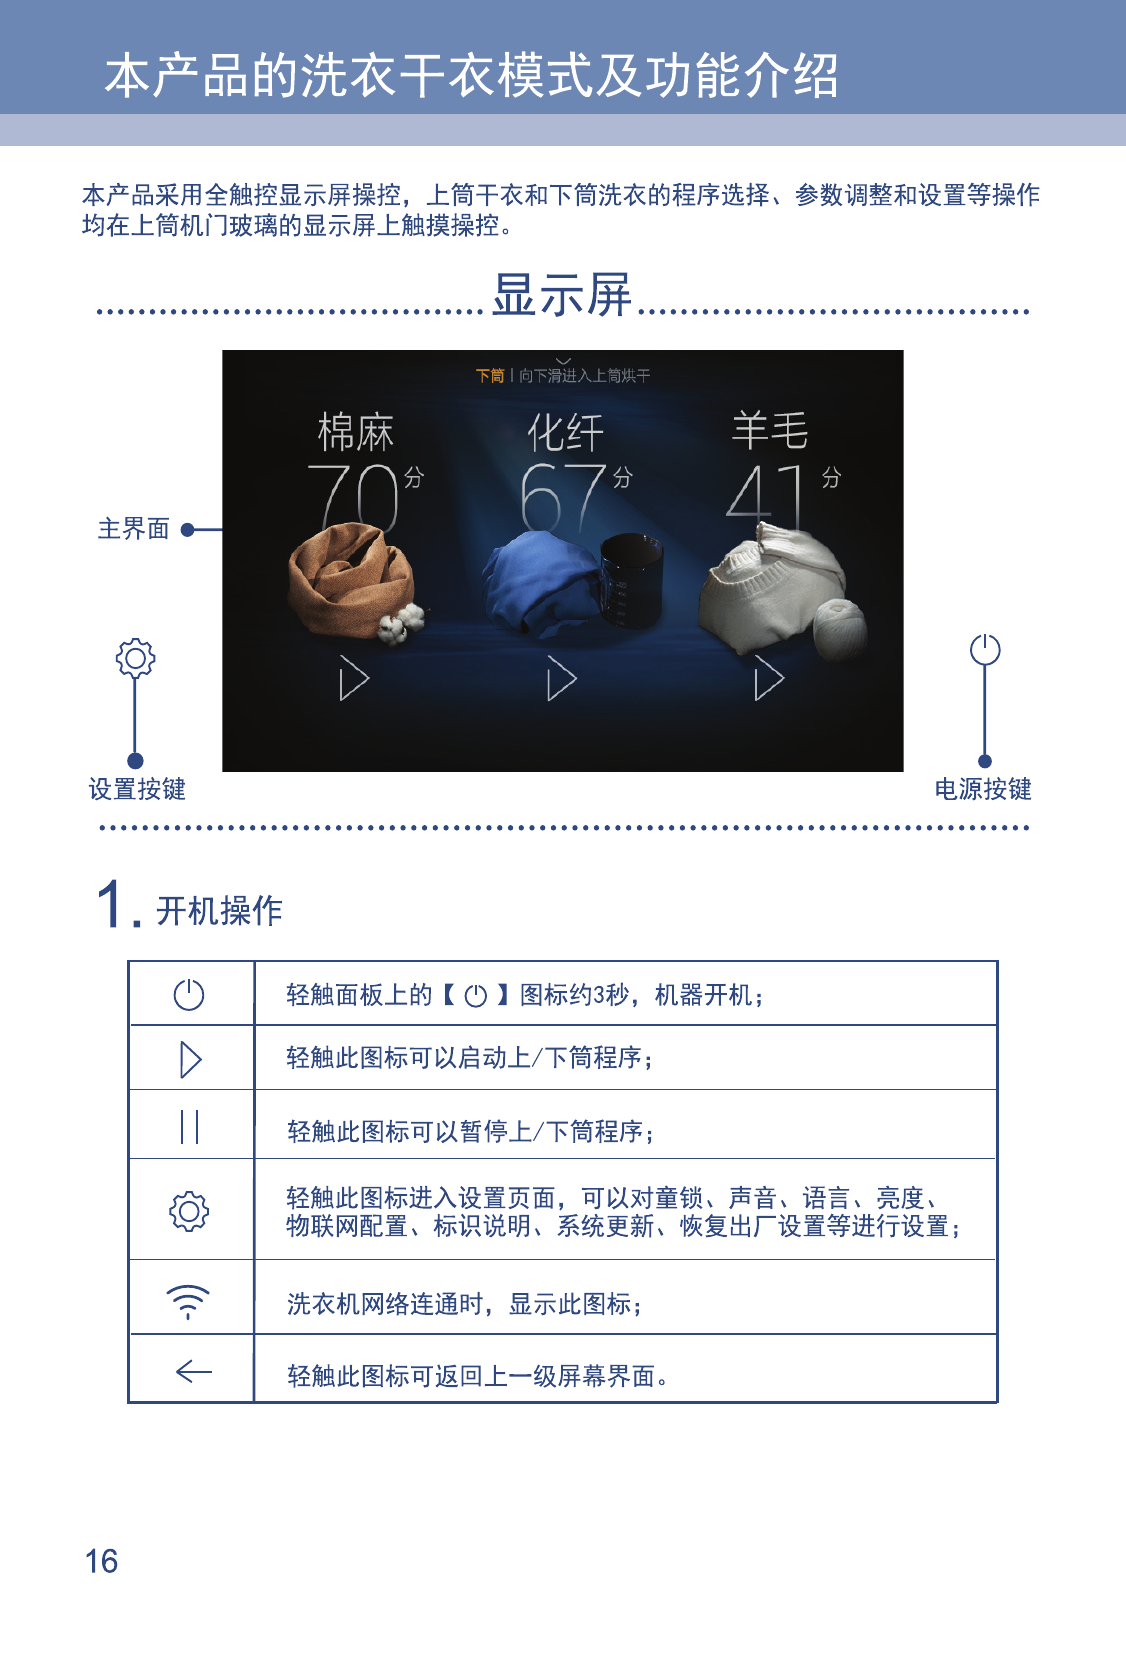 本产品的洗衣干衣模式及功能介绍
本产品采用全触控显示屏操控，上筒干衣和下筒洗衣的程序选择、参数调整和设置等操作
均在上筒机门玻璃的显示屏上触摸操控。
显示屏
下筒 | 向下滑进入上筒烘干
棉麻 化纤 羊毛
70分 67分 41分
主界面
设置按键 电源按键
1. 开机操作
轻触面板上的【 】图标约3秒，机器开机；
轻触此图标可以启动上/下筒程序；
轻触此图标可以暂停上/下筒程序；
轻触此图标进入设置页面，可以对童锁、声音、语言、亮度、
物联网配置、标识说明、系统更新、恢复出厂设置等进行设置；
洗衣机网络连通时，显示此图标；
轻触此图标可返回上一级屏幕界面。
16